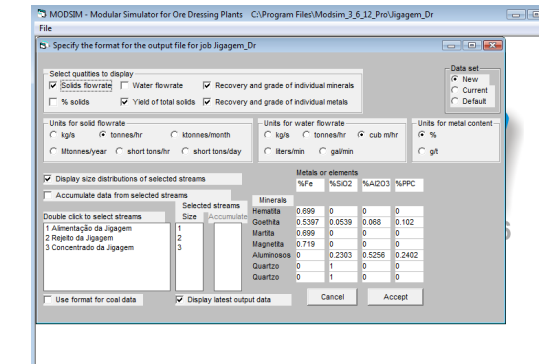 MODSIM - Modular Simulator for Ore Dressing Plants C:\Program Files\Modsim_3_6_12_Pro\Jigagem_Dr
File
Specify the format for the output file for job Jigagem_Dr
Select quatities to display
Data set
Solids flowrate Water flowrate Recovery and grade of individual minerals
New
% solids Yield of total solids Recovery and grade of individual metals
Current
Default
Units for solid flowrate
Units for water flowrate
Units for metal content
kg/s tonnes/hr ktonnes/month
kg/s tonnes/hr cub m/hr
%
Mtonnes/year short tons/hr short tons/day
liters/min gal/min
g/t
Display size distributions of selected streams
Metals or elements
%Fe %SiO2 %Al2O3 %PPC
Accumulate data from selected streams
Selected streams
Minerals
Double click to select streams Size Accumulate
Hematita 0.699 0 0 0
Goethita 0.5397 0.0539 0.068 0.102
1 Alimentação da Jigagem 1
Martita 0.699 0 0 0
2 Rejeito da Jigagem 2
Magnetita 0.719 0 0 0
3 Concentrado da Jigagem 3
Aluminosos 0 0.2303 0.5256 0.2402
Quartzo 0 1 0 0
Quartzo 0 1 0 0
Use format for coal data Display latest output data Cancel Accept